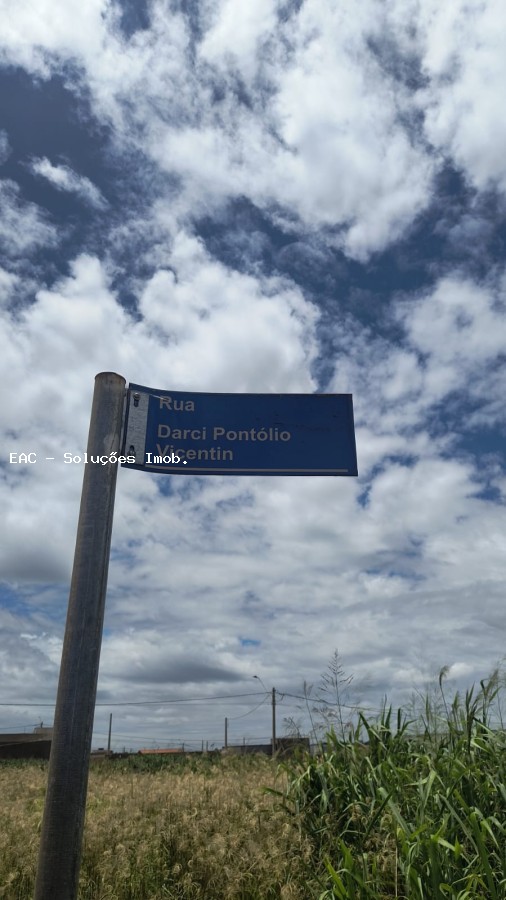 Rua
Darci Pontólio
Vicentin
EAC - Soluções Imob.